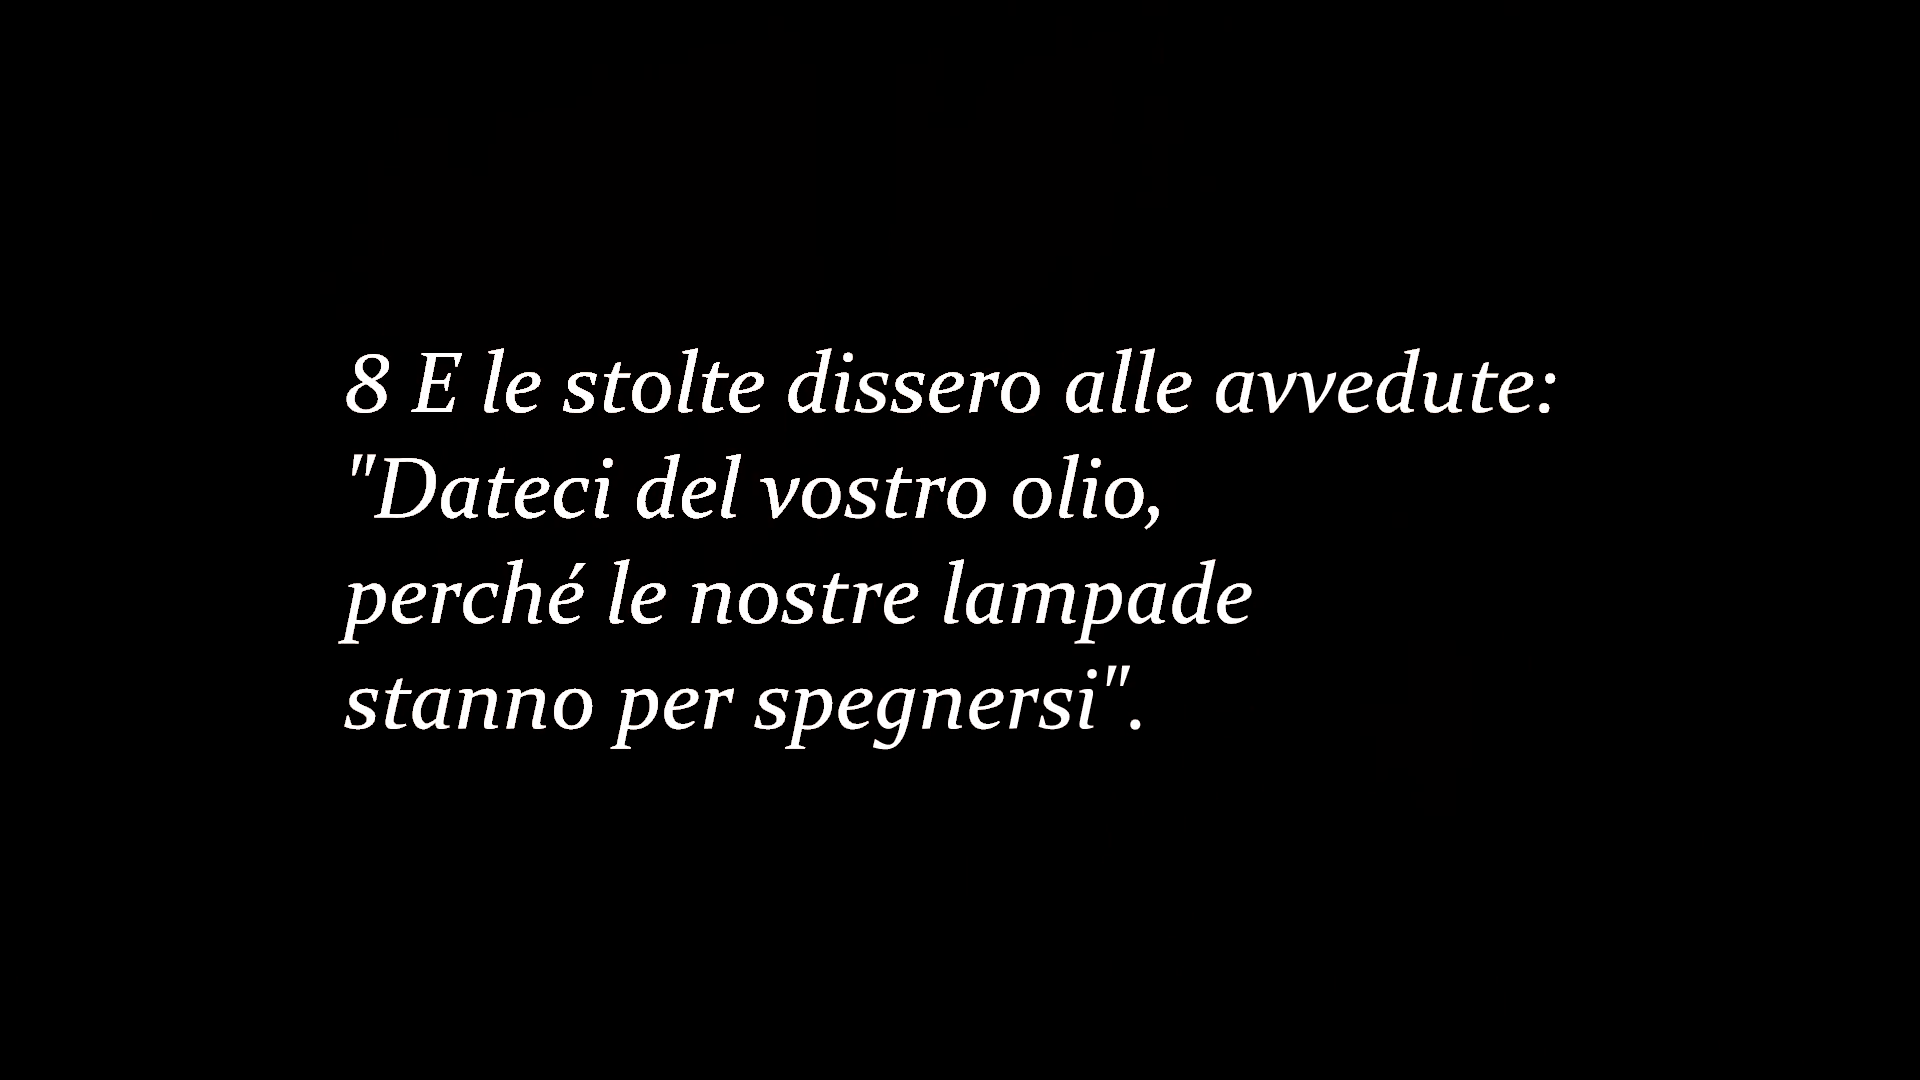 8 E le stolte dissero alle avvedute:
"Dateci del vostro olio,
perché le nostre lampade
stanno per spegnersi".